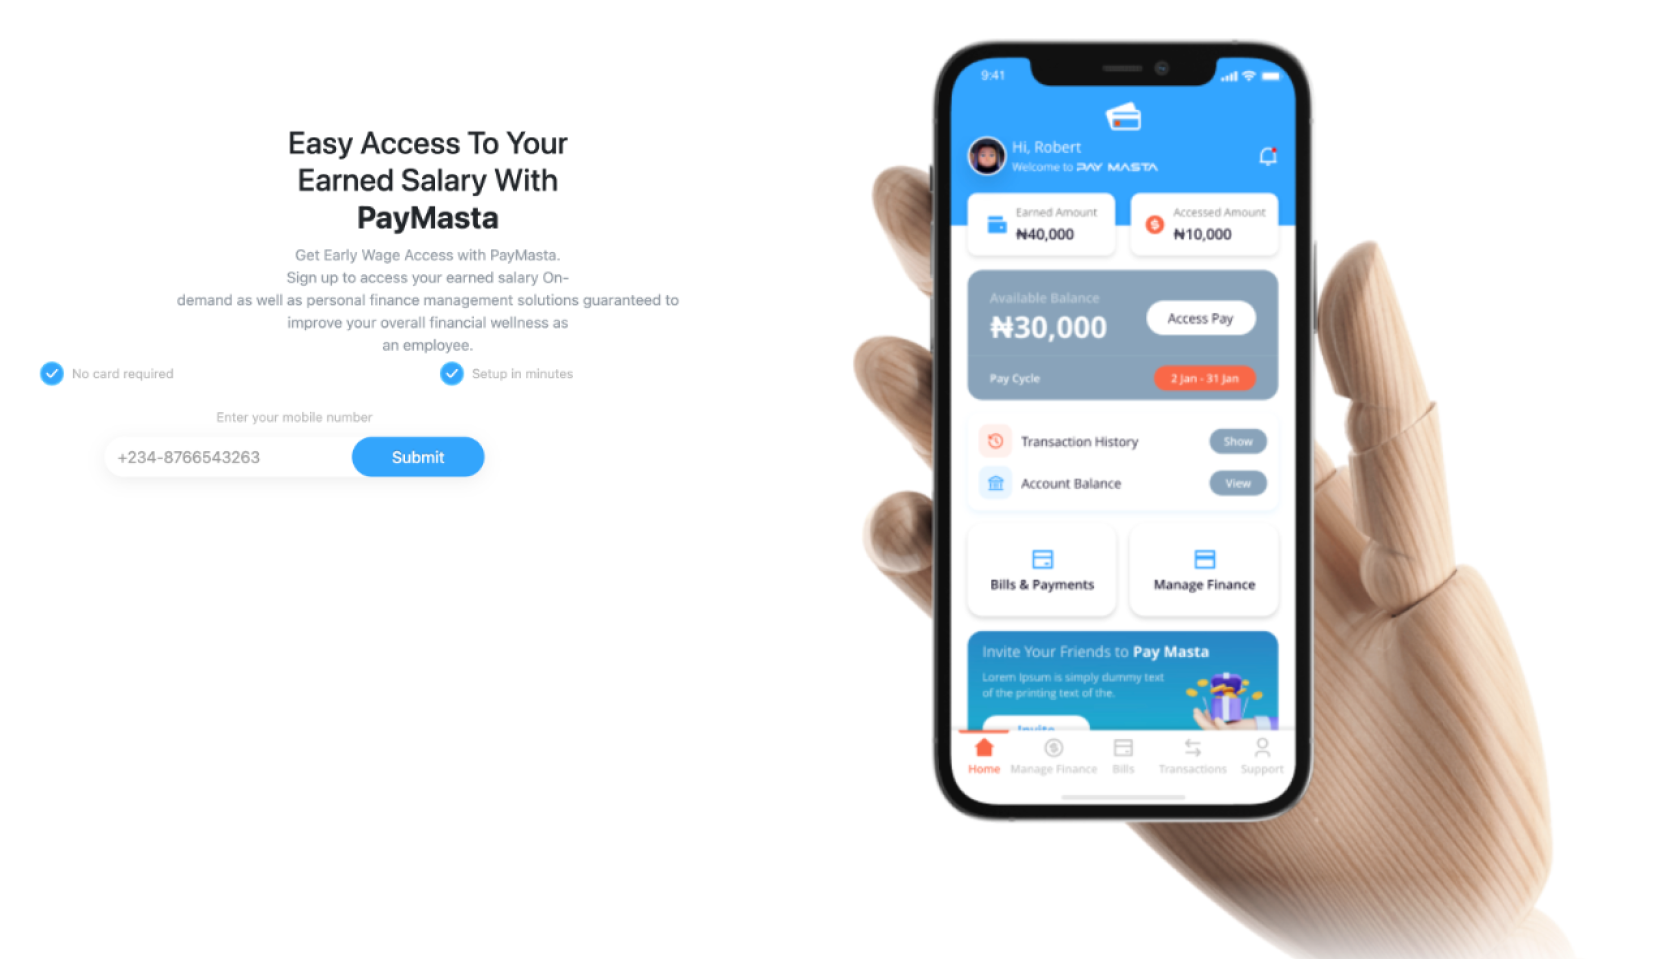 Easy Access To Your
Earned Salary With
PayMasta
Get Early Wage Access with PayMasta.
Sign up to access your earned salary On-
demand as well as personal finance management solutions guaranteed to
improve your overall financial wellness as
an employee.
No card required
Setup in minutes
Enter your mobile number
+234-8766543263
Submit
9:41
Hi, Robert
Welcome to PAY MASTA
Earned Amount
₦40,000
Accessed Amount
₦10,000
Available Balance
₦30,000
Access Pay
Pay Cycle
2 Jan - 31 Jan
Transaction History
Show
Account Balance
View
Bills & Payments
Manage Finance
Invite Your Friends to Pay Masta
Lorem Ipsum is simply dummy text
of the printing text of the.
Invite
Home
Manage Finance
Bills
Transactions
Support